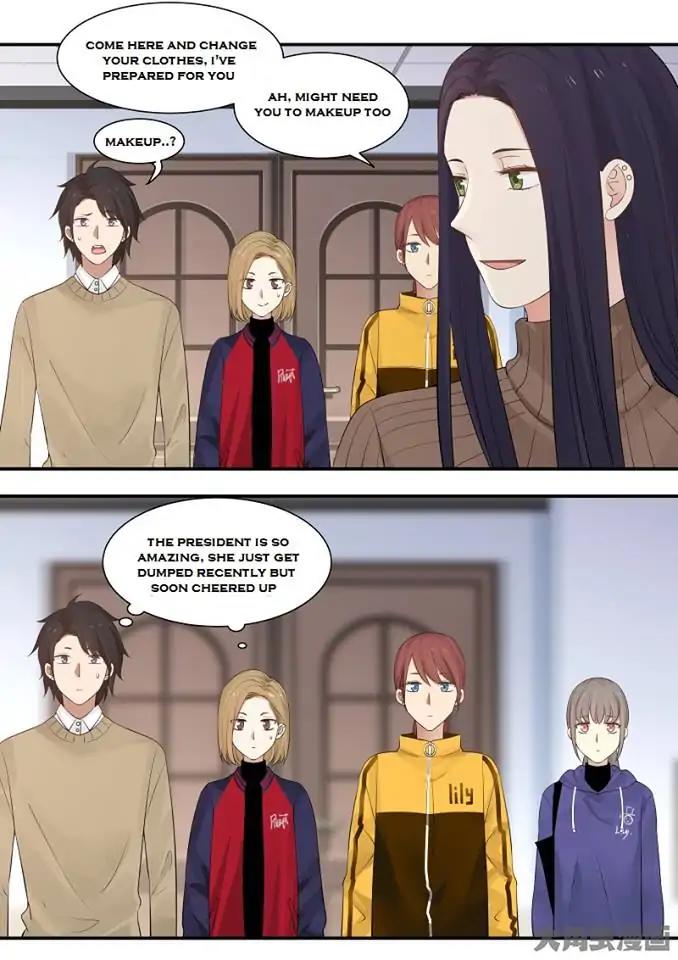 COME HERE AND CHANGE
YOUR CLOTHES, I'VE
PREPARED FOR YOU
AH, MIGHT NEED
YOU TO MAKEUP TOO
MAKEUP..?
THE PRESIDENT IS SO
AMAZING, SHE JUST GET
DUMPED RECENTLY BUT
SOON CHEERED UP
lily